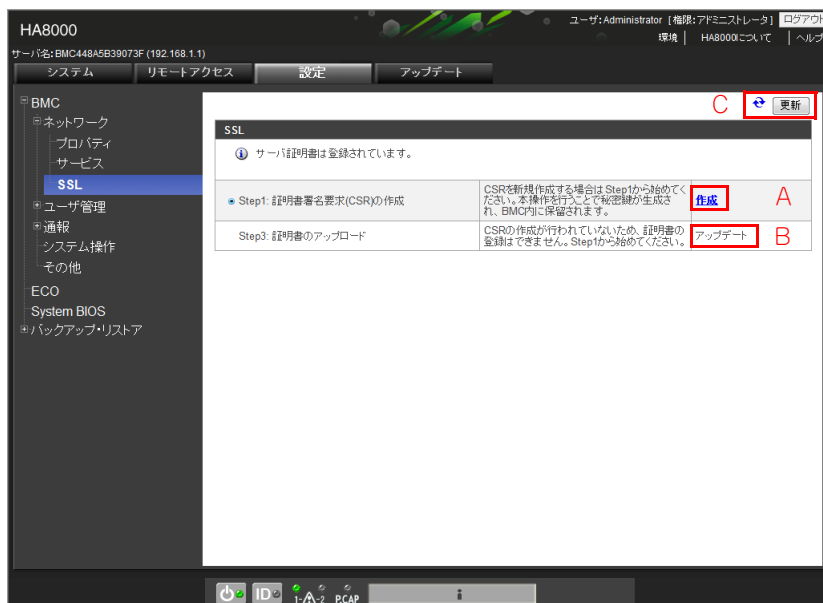 HA8000
ユーザ:Administrator [権限:アドミニストレータ] ログアウト
環境 | HA8000について | ヘルプ
サーバ名:BMC448A5B39073F (192.168.1.1)
システム リモートアクセス 設定 アップデート
BMC
ネットワーク
プロパティ
サービス
SSL
ユーザ管理
通報
システム操作
その他
ECO
System BIOS
バックアップ・リストア
C 更新
SSL
サーバ証明書は登録されています。
Step1: 証明書署名要求(CSR)の作成
CSRを新規作成する場合はStep1から始めてく
ださい。本操作を行うことで秘密鍵が生成さ
れ、BMC内に保留されます。
作成 A
Step3: 証明書のアップロード
CSRの作成が行われていないため、証明書の
登録はできません。Step1から始めてください。
アップデート B
ID 1-2 P.CAP i